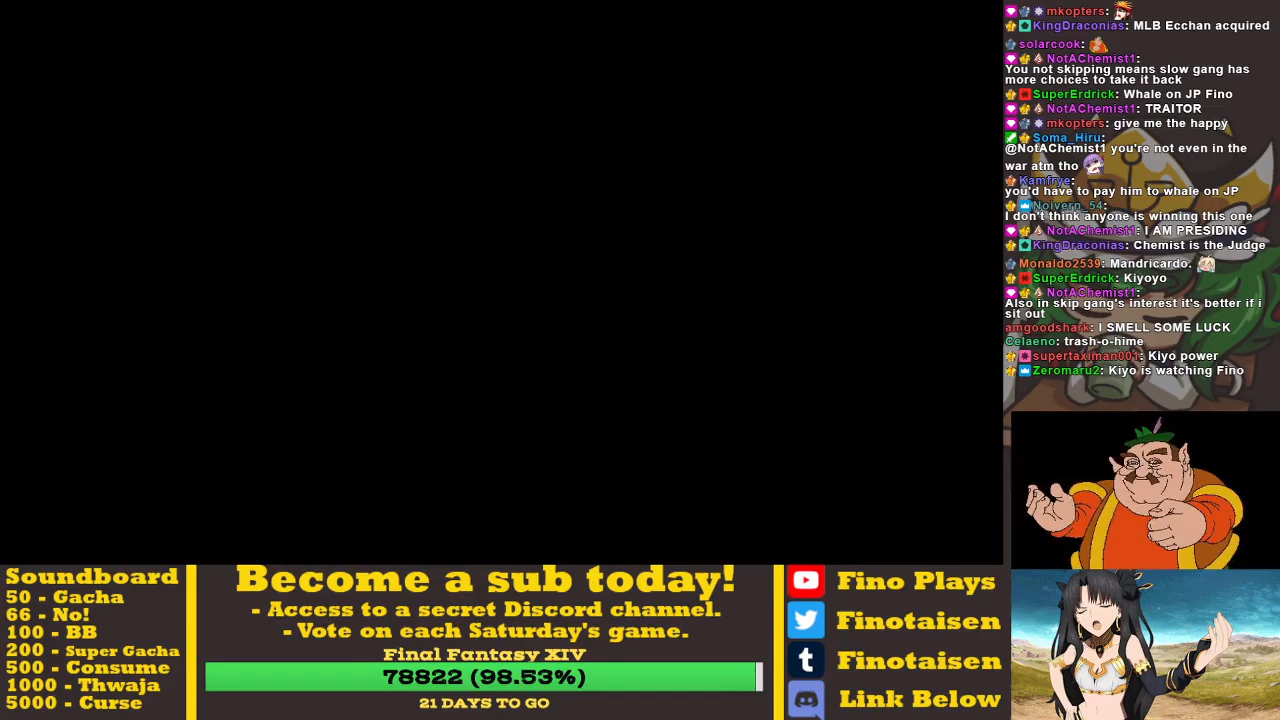 mkopters:
KingDraconias: MLB Ecchan acquired
solarcook:
NotAChemist1:
You not skipping means slow gang has
more choices to take it back
SuperErdrick: Whale on JP Fino
NotAChemist1: TRAITOR
mkopters: give me the happy
Soma_Hiru:
@NotAChemist1 you're not even in the
war atm tho
Kamfrye:
you'd have to pay him to whale on JP
Noivern_54:
I don't think anyone is winning this one
NotAChemist1: I AM PRESIDING
KingDraconias: Chemist is the Judge
Monaldo2539: Mandricardo.
SuperErdrick: Kiyoyo
NotAChemist1:
Also in skip gang's interest it's better if i
sit out
amgoodshark: I SMELL SOME LUCK
Celaeno: trash-o-hime
supertaximan001: Kiyo power
Zeromaru2: Kiyo is watching Fino
Soundboard
50 - Gacha
66 - No!
100 - BB
200 - Super Gacha
500 - Consume
1000 - Thwaja
5000 - Curse
Become a sub today!
- Access to a secret Discord channel.
- Vote on each Saturday's game.
Final Fantasy XIV
78822 (98.53%)
21 DAYS TO GO
Fino Plays
Finotaisen
Finotaisen
Link Below